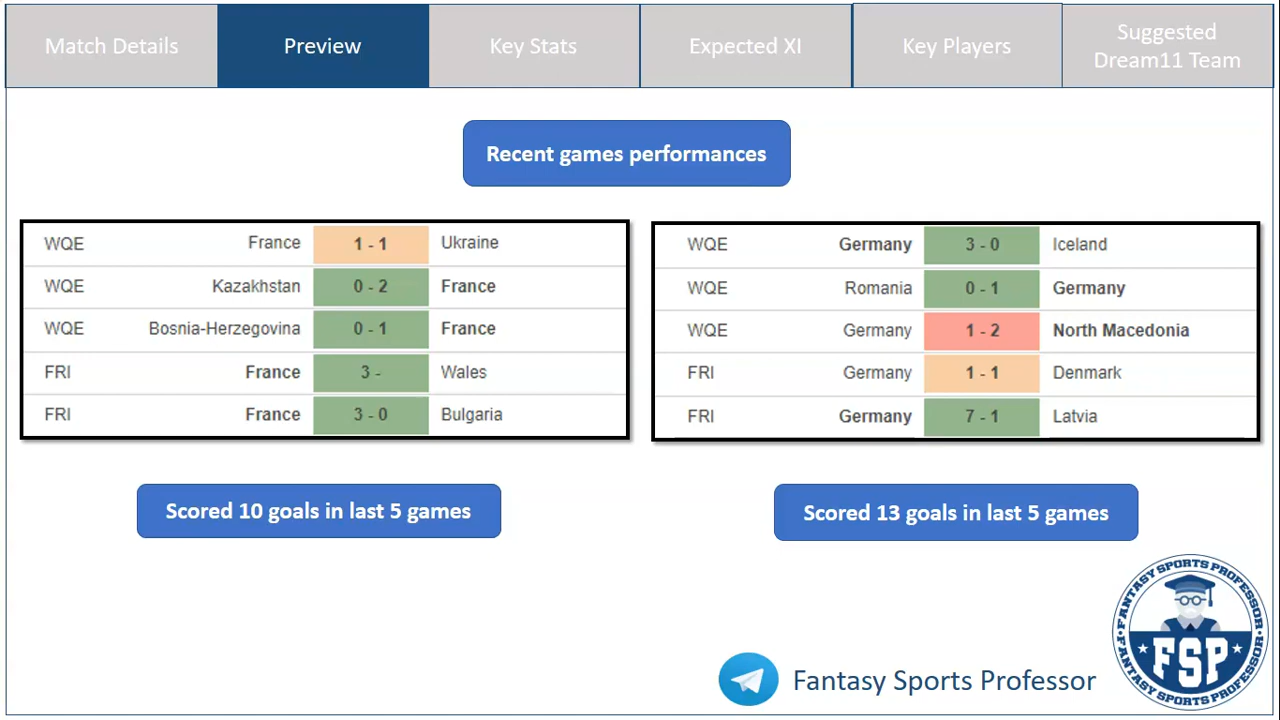 Match Details
Preview
Key Stats
Expected XI
Key Players
Suggested
Dream11 Team
Recent games performances
WQE France 1 - 1 Ukraine
WQE Kazakhstan 0 - 2 France
WQE Bosnia-Herzegovina 0 - 1 France
FRI France 3 - Wales
FRI France 3 - 0 Bulgaria
WQE Germany 3 - 0 Iceland
WQE Romania 0 - 1 Germany
WQE Germany 1 - 2 North Macedonia
FRI Germany 1 - 1 Denmark
FRI Germany 7 - 1 Latvia
Scored 10 goals in last 5 games
Scored 13 goals in last 5 games
Fantasy Sports Professor
•FANTASY SPORTS PROFESSOR•
FSP
FANTASY SPORTS PROFESSOR